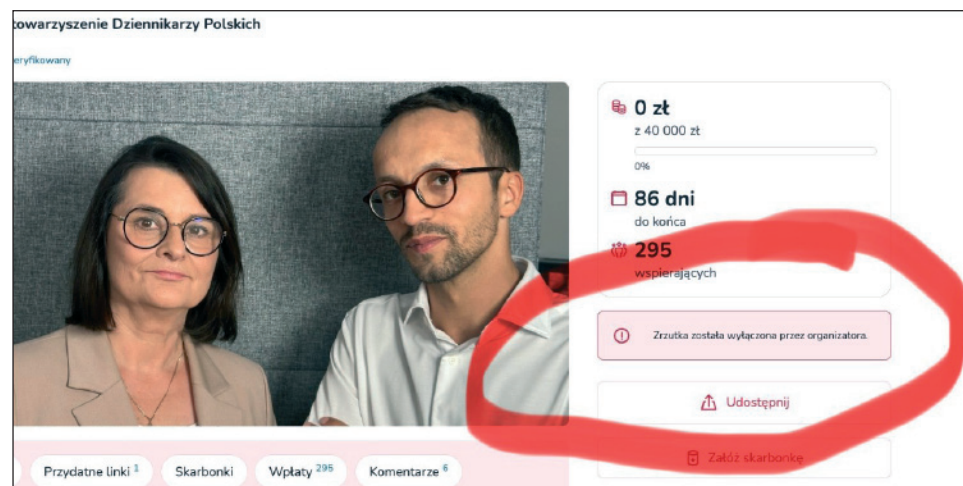 towarzyszenie Dziennikarzy Polskich
eryfikowany
0 zł
z 40 000 zł
0%
86 dni
do końca
295
wspierających
Zrzutka została wyłączona przez organizatora.
Udostępnij
Załóż skarbonkę
Przydatne linki 1
Skarbonki
Wpłaty 295
Komentarze 6